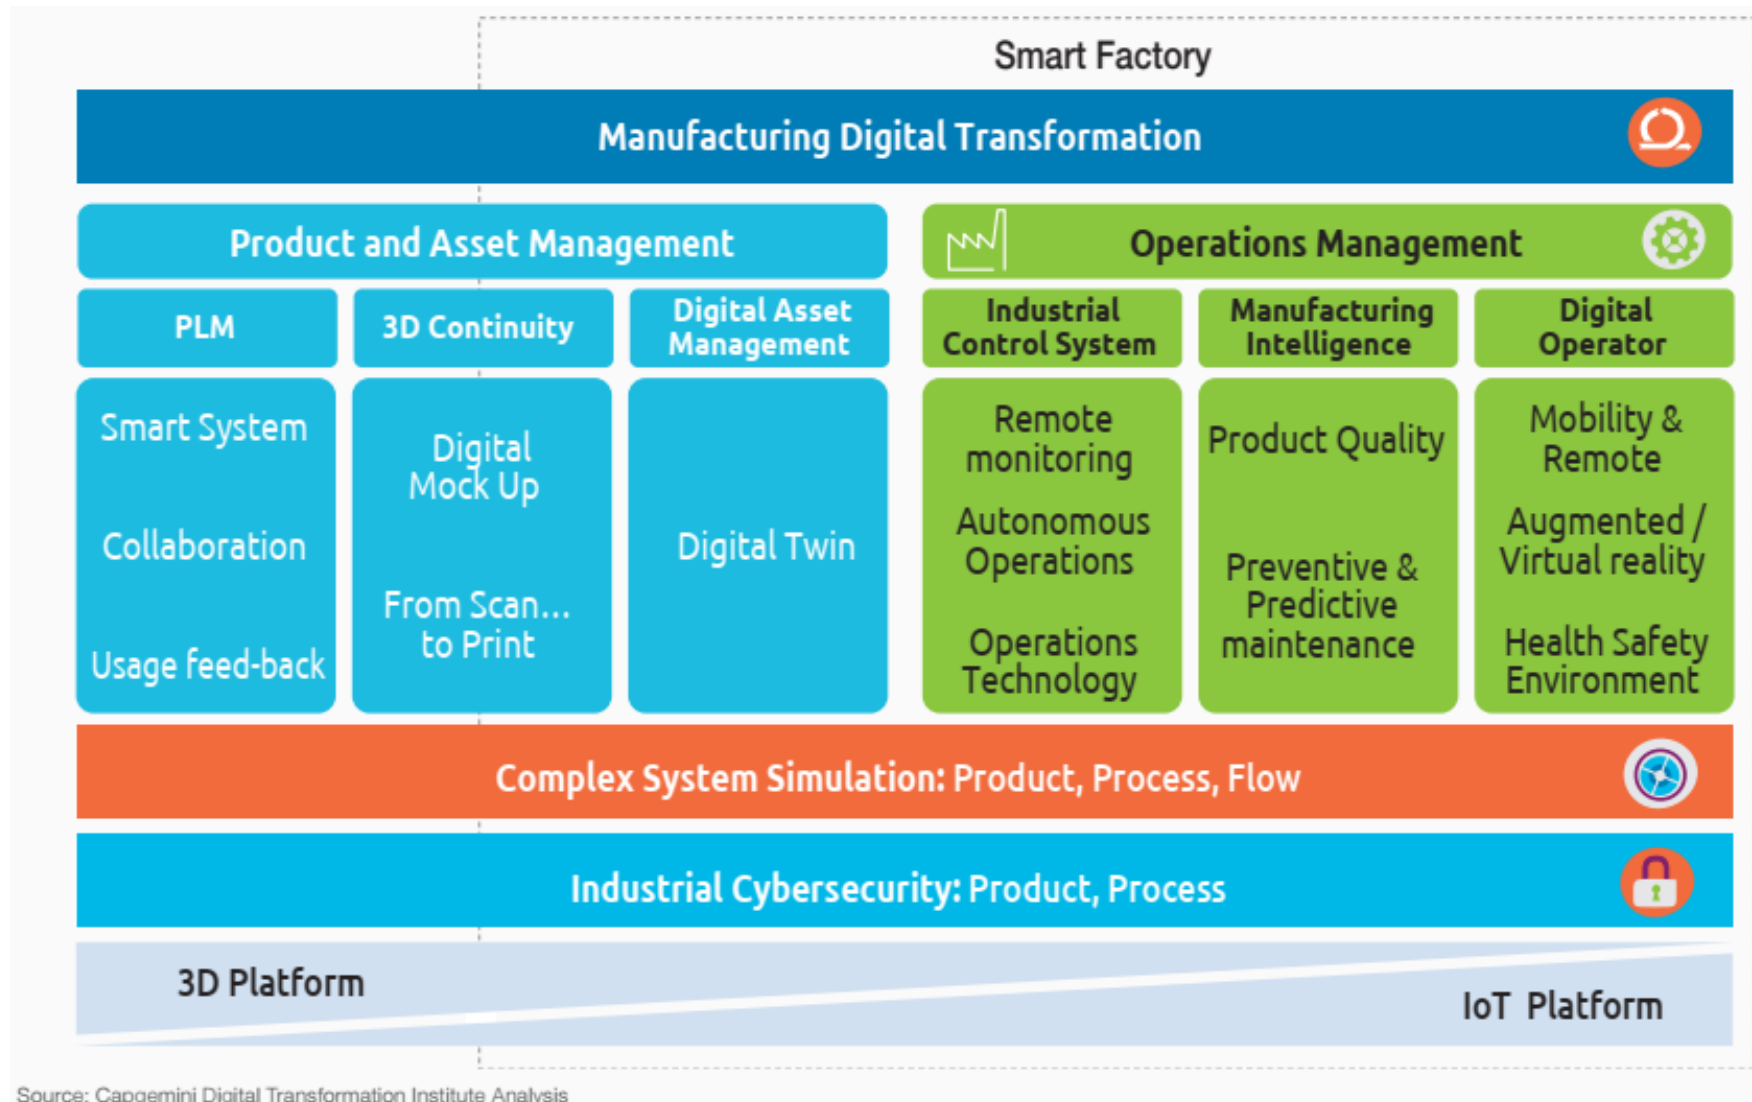 Smart Factory
Manufacturing Digital Transformation
Product and Asset Management
Operations Management
PLM
3D Continuity
Digital Asset
Management
Industrial
Control System
Manufacturing
Intelligence
Digital
Operator
Smart System
Collaboration
Usage feed-back
Digital
Mock Up
From Scan...
to Print
Digital Twin
Remote
monitoring
Autonomous
Operations
Operations
Technology
Product Quality
Preventive &
Predictive
maintenance
Mobility &
Remote
Augmented /
Virtual reality
Health Safety
Environment
Complex System Simulation: Product, Process, Flow
Industrial Cybersecurity: Product, Process
3D Platform
IoT Platform
Source: Capgemini Digital Transformation Institute Analysis